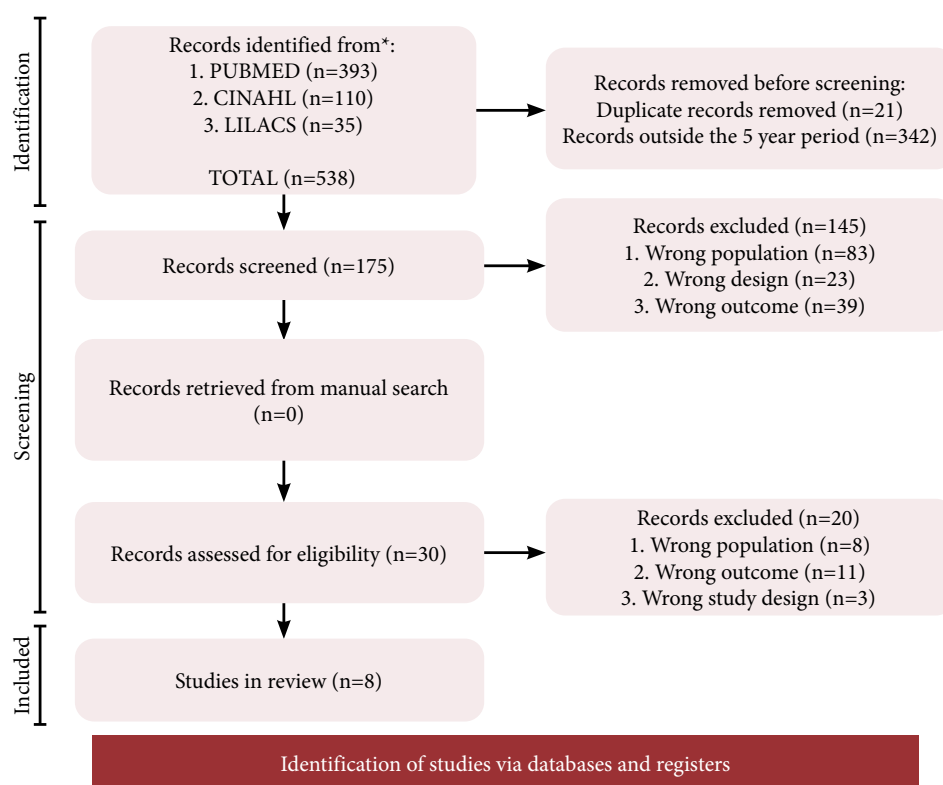 Identification
Records identified from*:
1. PUBMED (n=393)
2. CINAHL (n=110)
3. LILACS (n=35)
TOTAL (n=538)
Records removed before screening:
Duplicate records removed (n=21)
Records outside the 5 year period (n=342)
Screening
Records screened (n=175)
Records excluded (n=145)
1. Wrong population (n=83)
2. Wrong design (n=23)
3. Wrong outcome (n=39)
Records retrieved from manual search
(n=0)
Records assessed for eligibility (n=30)
Records excluded (n=20)
1. Wrong population (n=8)
2. Wrong outcome (n=11)
3. Wrong study design (n=3)
Included
Studies in review (n=8)
Identification of studies via databases and registers